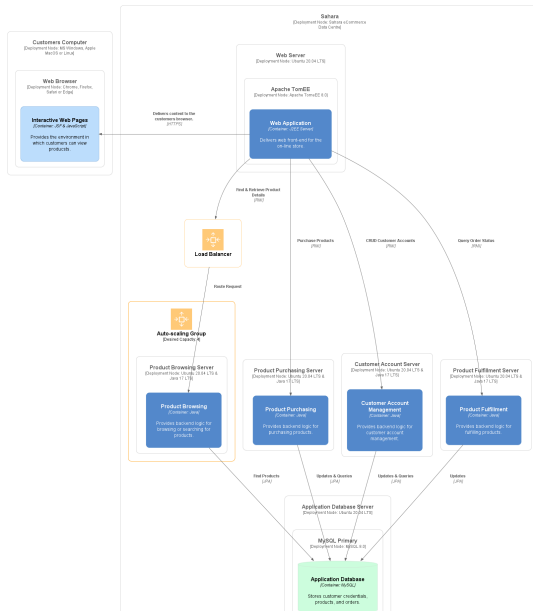 Sahara
[Deployment Node: Sahara eCommerce
Data Centre]
Customers Computer
[Deployment Node: MS Windows, Apple
MacOS or Linux]
Web Browser
[Deployment Node: Chrome, Firefox,
Safari or Edge]
Interactive Web Pages
[Container: JSF & JavaScript]
Provides the environment in
which customers can view
products.
Delivers content to the
customers browser.
[HTTPS]
Web Server
[Deployment Node: Ubuntu 20.04 LTS]
Apache TomEE
[Deployment Node: Apache TomEE 8.0]
Web Application
[Container: J2EE Server]
Delivers web front-end for the
on-line store
Find & Retrieve Product
Details
[RMI]
Purchase Products
[RMI]
CRUD Customer Accounts
[RMI]
Query Order Status
[RMI]
Load Balancer
Route Request
Auto-scaling Group
[Desired Capacity: 4]
Product Browsing Server
[Deployment Node: Ubuntu 20.04 LTS &
Java 17 LTS]
Product Browsing
[Container: Java]
Provides backend logic for
browsing or searching for
products.
Product Purchasing Server
[Deployment Node: Ubuntu 20.04 LTS &
Java 17 LTS]
Product Purchasing
[Container: Java]
Provides backend logic for
purchasing products
Customer Account Server
[Deployment Node: Ubuntu 20.04 LTS &
Java 17 LTS]
Customer Account
Management
[Container: Java]
Provides backend logic for
customer account
management.
Product Fulfillment Server
[Deployment Node: Ubuntu 20.04 LTS &
Java 17 LTS]
Product Fulfillment
[Container: Java]
Provides backend logic for
fulfilling products.
Find Products
[JPA]
Updates & Queries
[JPA]
Updates & Queries
[JPA]
Updates
[JPA]
Application Database Server
[Deployment Node: Ubuntu 20.04 LTS]
MySQL Primary
[Deployment Node: MySQL 8.0]
Application Database
[Container: MySQL]
Stores customer credentials,
products, and orders.